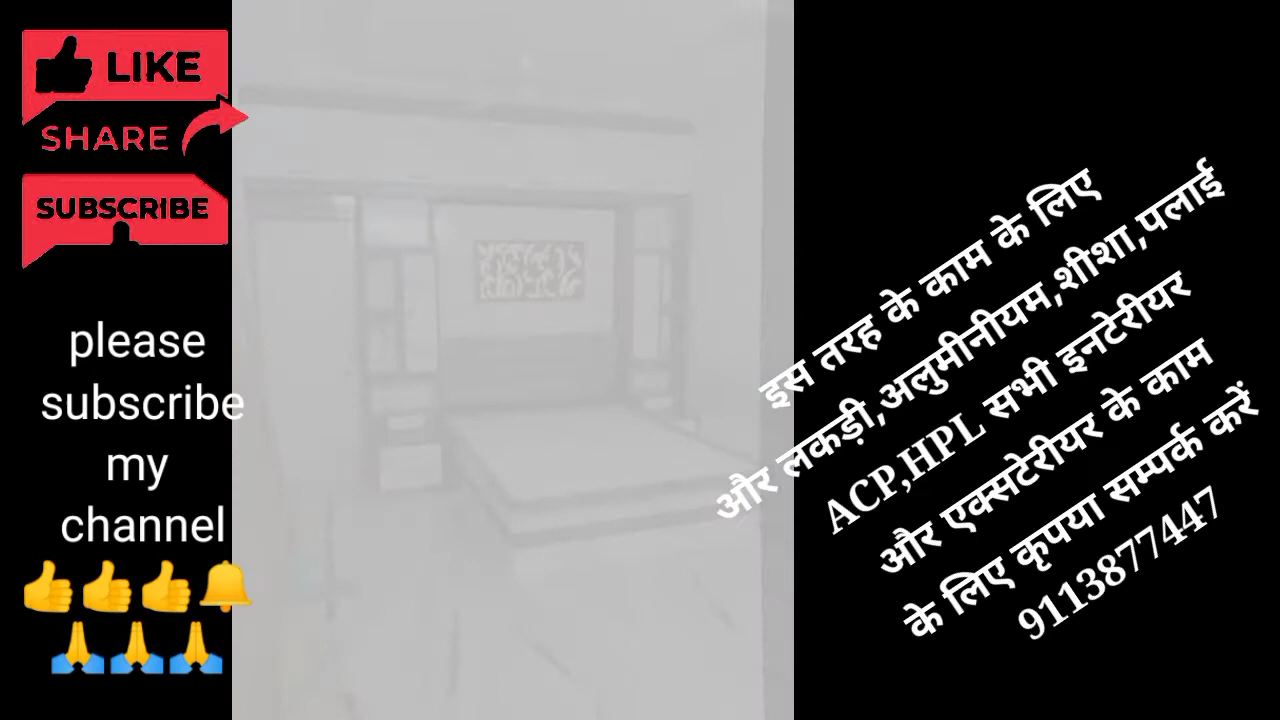 LIKE
SHARE
SUBSCRIBE
please
subscribe
my
channel
👍👍👍🔔
🙏🙏🙏
इस तरह के काम के लिए
और लकड़ी,अलुमीनीयम,शीशा,पलाई
ACP,HPL सभी इनटेरीयर
और एक्सटेरीयर के काम
के लिए कृपया सम्पर्क करें
9113877447